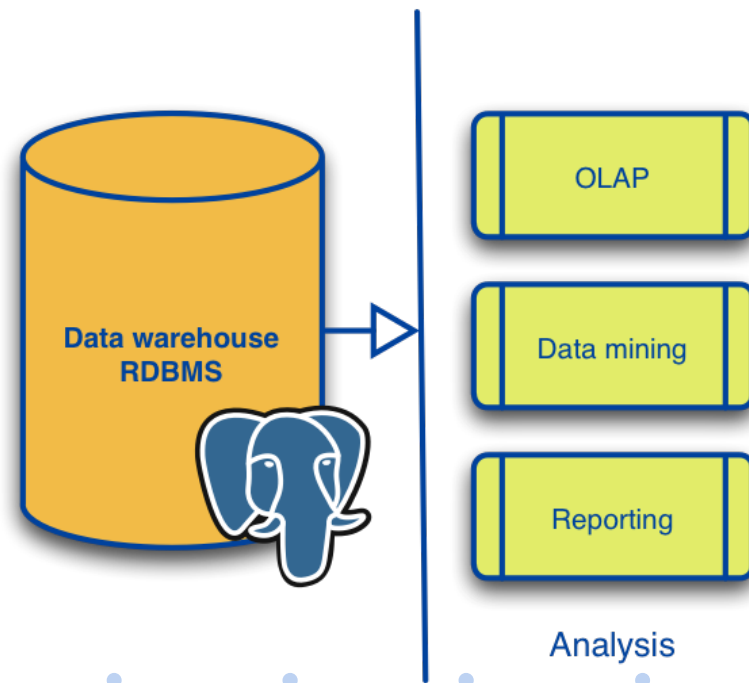 Data warehouse
RDBMS
OLAP
Data mining
Reporting
Analysis